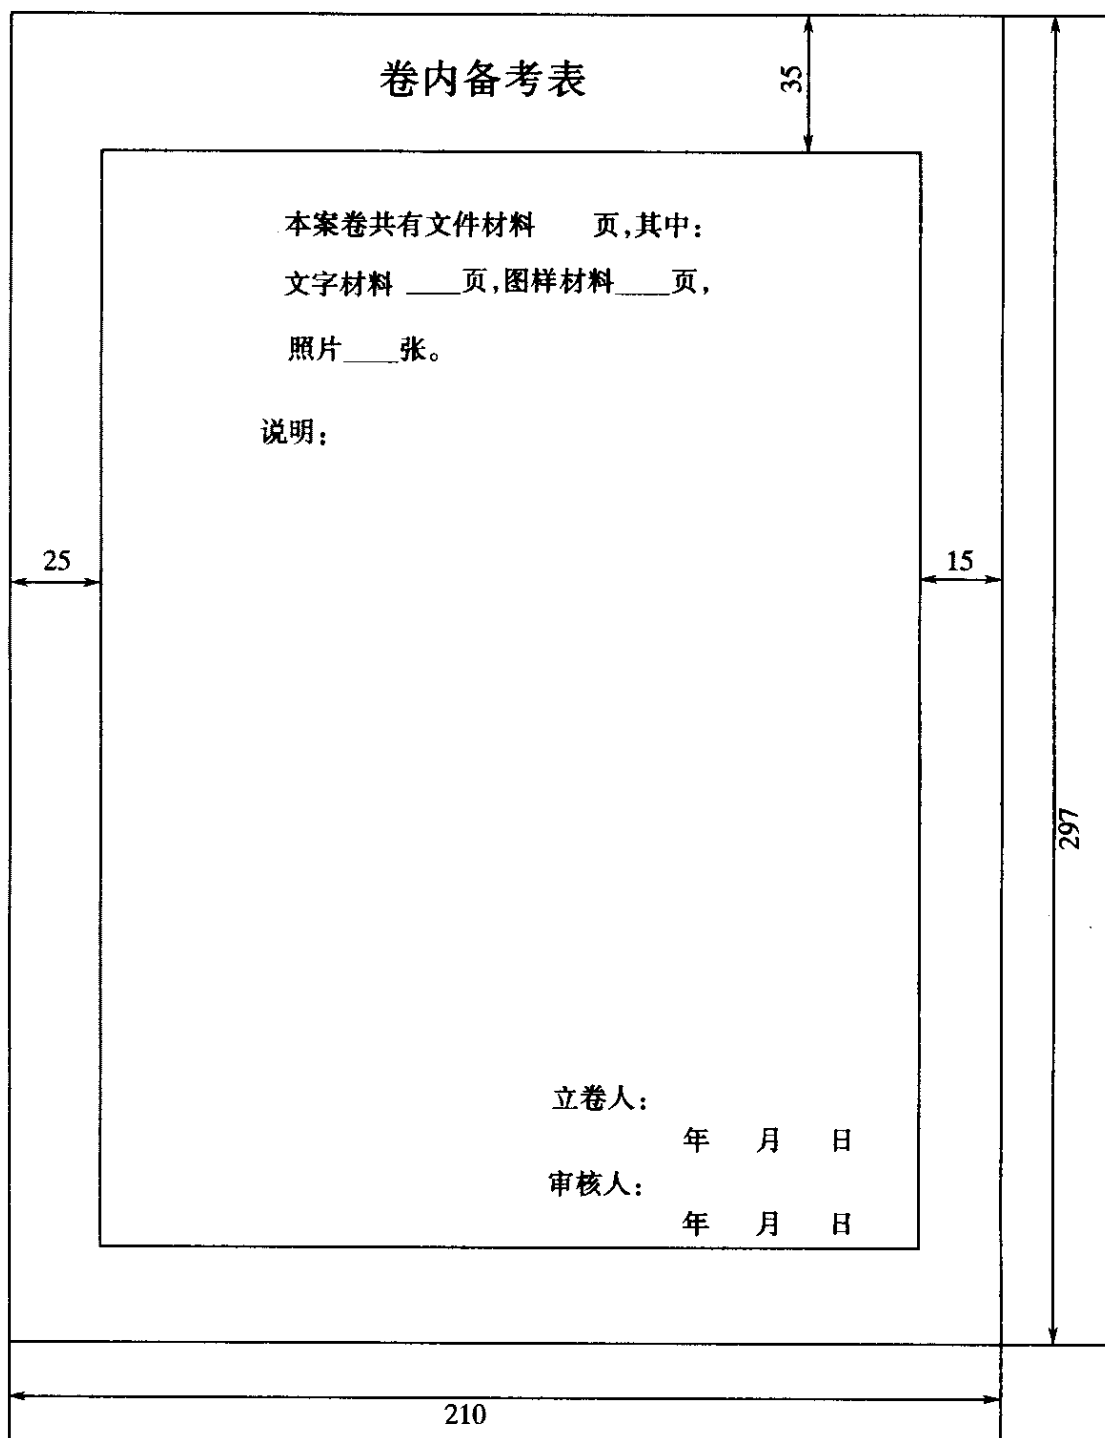 卷内备考表
35
本案卷共有文件材料　　页,其中:
文字材料 ____页,图样材料____页,
照片____张。
说明:
25
15
297
立卷人:
年　月　日
审核人:
年　月　日
210